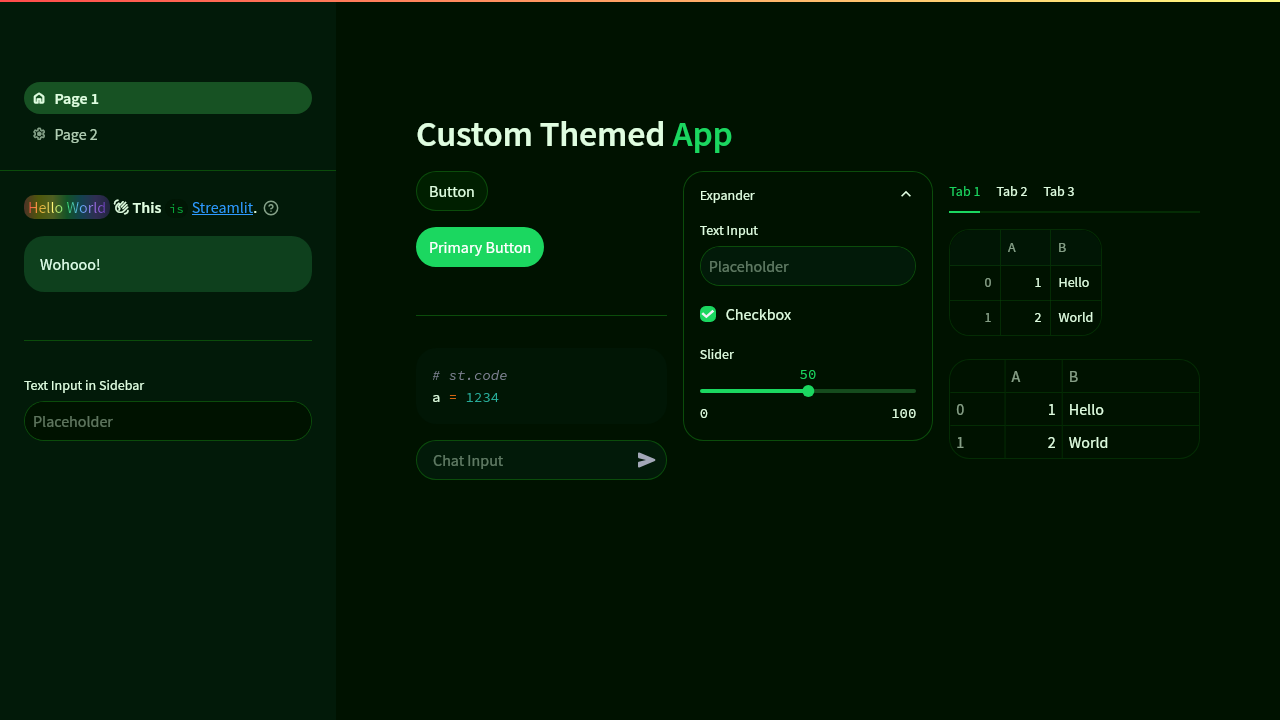 Page 1
Page 2
Hello World 👋 This is Streamlit.
Wohooo!
Text Input in Sidebar
Placeholder
Custom Themed App
Button
Primary Button
# st.code
a = 1234
Chat Input
Expander
Text Input
Placeholder
Checkbox
Slider
50
0 100
Tab 1 Tab 2 Tab 3
A B
0 1 Hello
1 2 World
A B
0 1 Hello
1 2 World